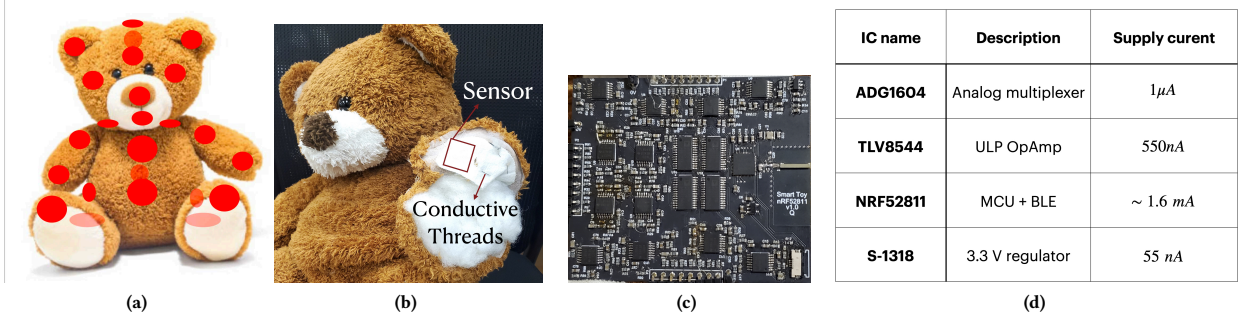 Sensor
Conductive
Threads
Smart Toy
nRF52811
v1.0
Q
IC name Description Supply curent
ADG1604 Analog multiplexer 1μA
TLV8544 ULP OpAmp 550nA
NRF52811 MCU + BLE ~ 1.6 mA
S-1318 3.3 V regulator 55 nA
(a) (b) (c) (d)